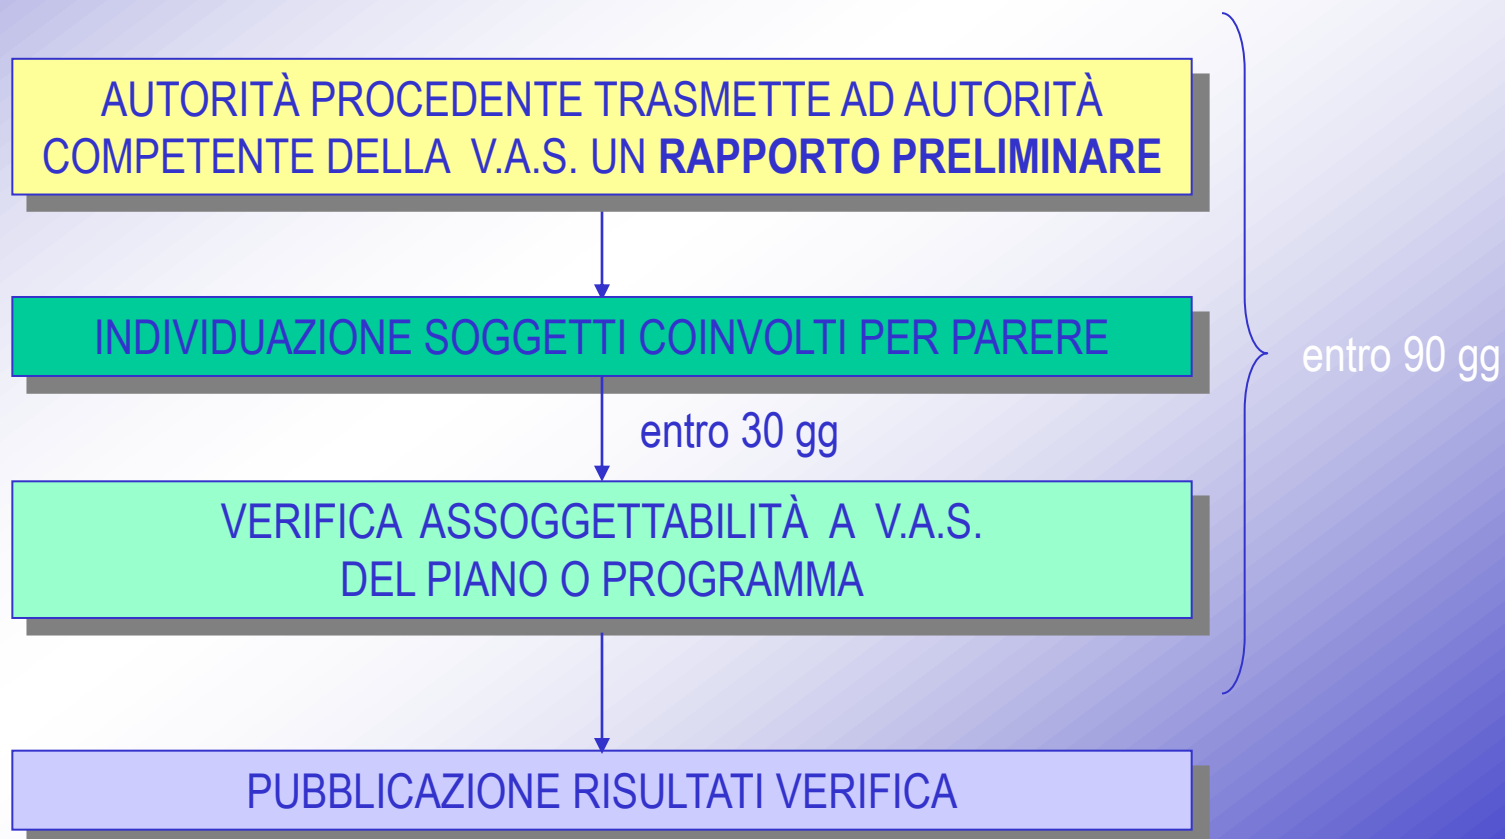 AUTORITÀ PROCEDENTE TRASMETTE AD AUTORITÀ
COMPETENTE DELLA V.A.S. UN RAPPORTO PRELIMINARE
INDIVIDUAZIONE SOGGETTI COINVOLTI PER PARERE
entro 90 gg
entro 30 gg
VERIFICA ASSOGGETTABILITÀ A V.A.S.
DEL PIANO O PROGRAMMA
PUBBLICAZIONE RISULTATI VERIFICA